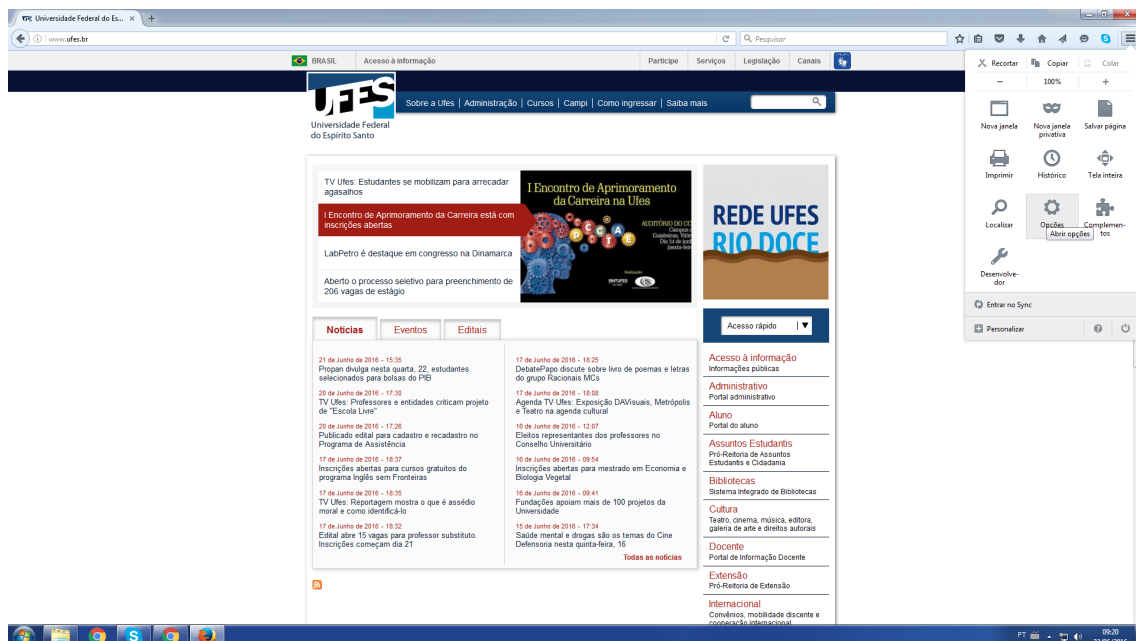 Universidade Federal do Es...
www.ufes.br
Pesquisar
BRASIL
Acesso à informação
Participe
Serviços
Legislação
Canais
UFES
Universidade Federal
do Espírito Santo
Sobre a Ufes | Administração | Cursos | Campi | Como ingressar | Saiba mais
TV Ufes: Estudantes se mobilizam para arrecadar
agasalhos
I Encontro de Aprimoramento da Carreira está com
inscrições abertas
LabPetro é destaque em congresso na Dinamarca
Aberto o processo seletivo para preenchimento de
206 vagas de estágio
I Encontro de Aprimoramento
da Carreira na Ufes
AUDITÓRIO DO CC
PCCTAE
REDE UFES
RIO DOCE
Notícias
Eventos
Editais
21 de Junho de 2016 - 15:35
Propan divulga nesta quarta, 22, estudantes
selecionados para bolsas do PIB
20 de Junho de 2016 - 17:30
TV Ufes: Professores e entidades criticam projeto
de "Escola Livre"
20 de Junho de 2016 - 17:26
Publicado edital para cadastro e recadastro no
Programa de Assistência
17 de Junho de 2016 - 18:37
Inscrições abertas para cursos gratuitos do
programa Inglês sem Fronteiras
17 de Junho de 2016 - 18:35
TV Ufes: Reportagem mostra o que é assédio
moral e como identificá-lo
17 de Junho de 2016 - 18:32
Edital abre 15 vagas para professor substituto.
Inscrições começam dia 21
17 de Junho de 2016 - 18:25
DebatePapo discute sobre livro de poemas e letras
do grupo Racionais MCs
17 de Junho de 2016 - 18:08
Agenda TV Ufes: Exposição DAVisuais, Metrópolis
e Teatro na agenda cultural
16 de Junho de 2016 - 12:07
Eleitos representantes dos professores no
Conselho Universitário
16 de Junho de 2016 - 09:54
Inscrições abertas para mestrado em Economia e
Biologia Vegetal
16 de Junho de 2016 - 09:41
Fundações apoiam mais de 100 projetos da
Universidade
15 de Junho de 2016 - 17:34
Saúde mental e drogas são os temas do Cine
Defensoria nesta quinta-feira, 16
Todas as notícias
Acesso rápido
Acesso à informação
Informações públicas
Administrativo
Portal administrativo
Aluno
Portal do aluno
Assuntos Estudantis
Pró-Reitoria de Assuntos
Estudantis e Cidadania
Bibliotecas
Sistema Integrado de Bibliotecas
Cultura
Teatro, cinema, música, editora,
galeria de arte e direitos autorais
Docente
Portal de Informação Docente
Extensão
Pró-Reitoria de Extensão
Internacional
Convênios, mobilidade discente e
cooperação internacional
Recortar
Copiar
Colar
100%
Nova janela
Nova janela
privativa
Salvar página
Imprimir
Histórico
Tela inteira
Localizar
Opções
Complemen-
tos
Abrir opções
Desenvolve-
dor
Entrar no Sync
Personalizar
PT
09:20
22/06/2016